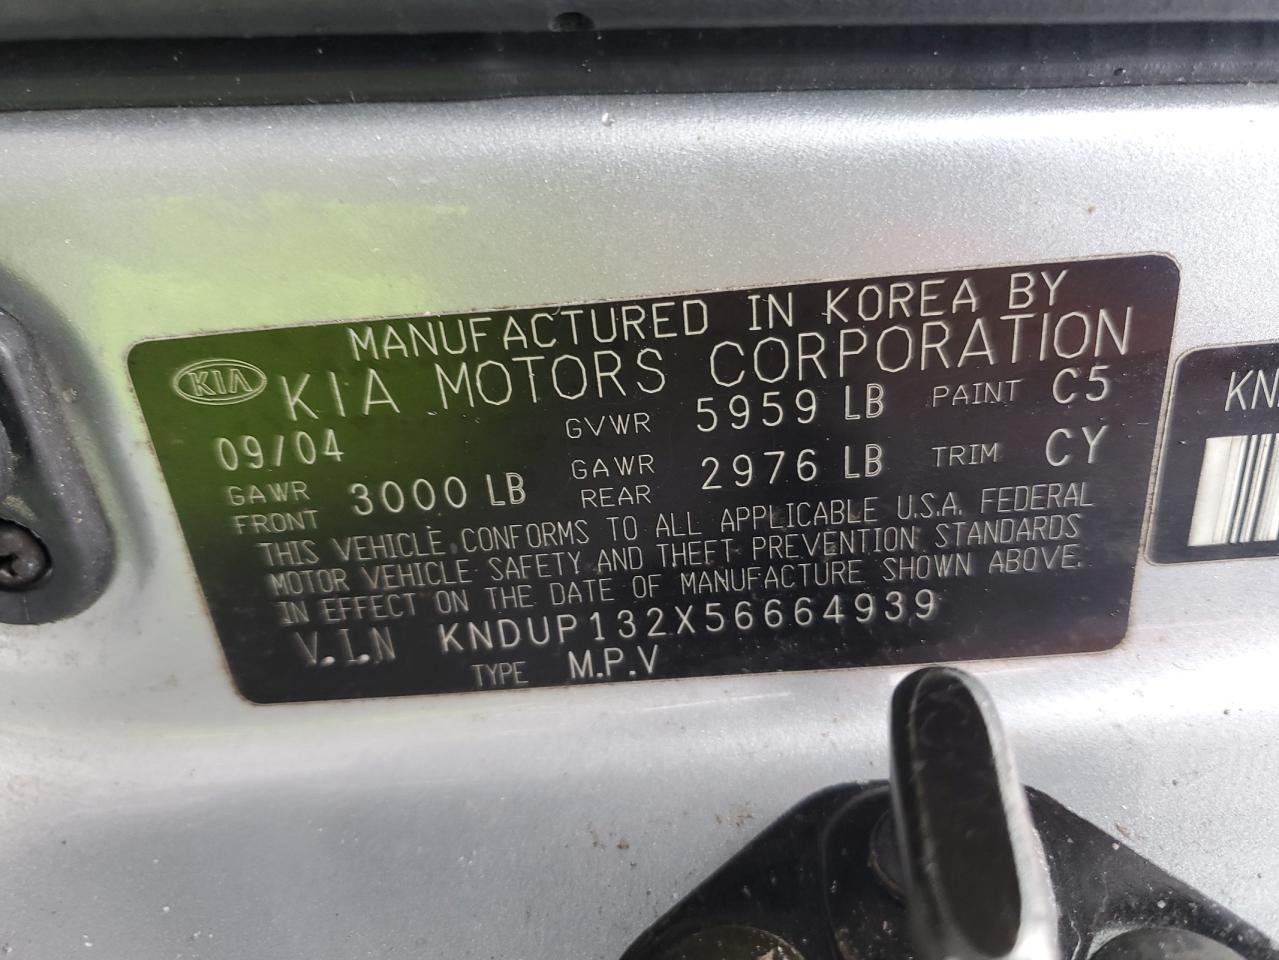 MANUFACTURED IN KOREA BY
KIA KIA MOTORS CORPORATION
09/04 GVWR 5959 LB PAINT C5
GAWR FRONT 3000 LB GAWR REAR 2976 LB TRIM CY
THIS VEHICLE CONFORMS TO ALL APPLICABLE U.S.A. FEDERAL
MOTOR VEHICLE SAFETY AND THEFT PREVENTION STANDARDS
IN EFFECT ON THE DATE OF MANUFACTURE SHOWN ABOVE.
V.I.N KNDUP132X56664939
TYPE M.P.V
KN